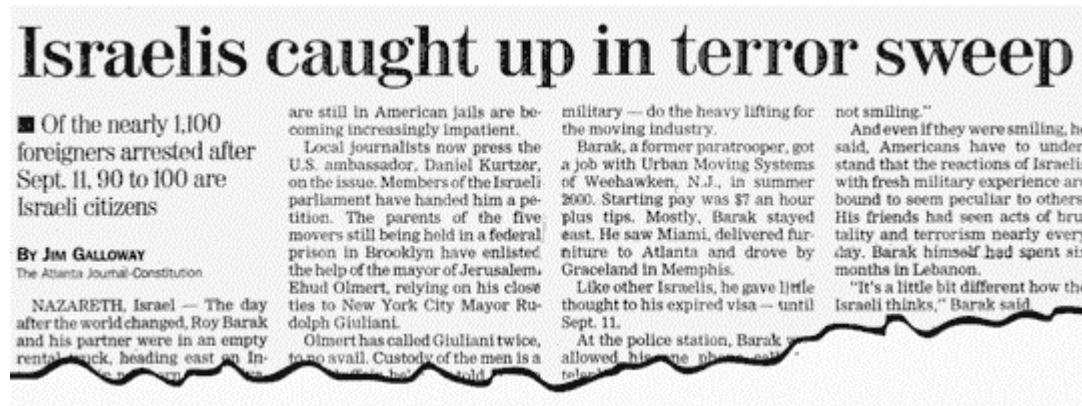 Israelis caught up in terror sweep
■ Of the nearly 1,100
foreigners arrested after
Sept. 11, 90 to 100 are
Israeli citizens
BY JIM GALLOWAY
The Atlanta Journal-Constitution
NAZARETH, Israel — The day
after the world changed, Roy Barak
and his partner were in an empty
rental truck, heading east on In-
are still in American jails are be-
coming increasingly impatient.
Local journalists now press the
U.S. ambassador, Daniel Kurtzer,
on the issue. Members of the Israeli
parliament have handed him a pe-
tition. The parents of the five
movers still being held in a federal
prison in Brooklyn have enlisted
the help of the mayor of Jerusalem,
Ehud Olmert, relying on his close
ties to New York City Mayor Ru-
dolph Giuliani.
Olmert has called Giuliani twice,
to no avail. Custody of the men is a
told
military — do the heavy lifting for
the moving industry.
Barak, a former paratrooper, got
a job with Urban Moving Systems
of Weehawken, N.J., in summer
2000. Starting pay was $7 an hour
plus tips. Mostly, Barak stayed
east. He saw Miami, delivered fur-
niture to Atlanta and drove by
Graceland in Memphis.
Like other Israelis, he gave little
thought to his expired visa — until
Sept. 11.
At the police station, Barak
allowed his one phone
not smiling."
And even if they were smiling, he
said, Americans have to under
stand that the reactions of Israelis
with fresh military experience are
bound to seem peculiar to others.
His friends had seen acts of bru
tality and terrorism nearly every
day. Barak himself had spent six
months in Lebanon.
"It's a little bit different how the
Israeli thinks," Barak said